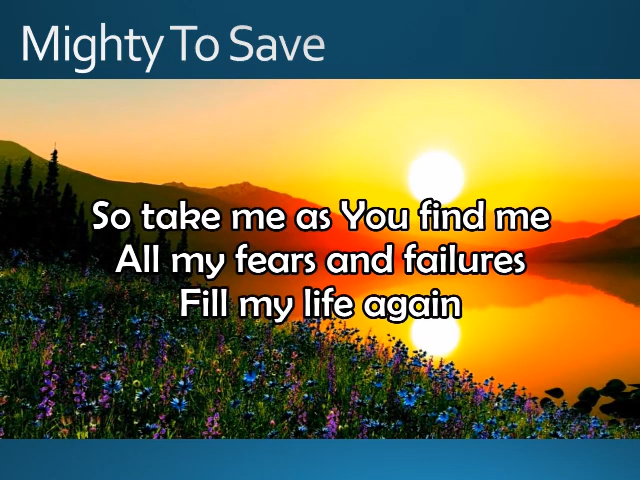 Mighty To Save
So take me as You find me
All my fears and failures
Fill my life again